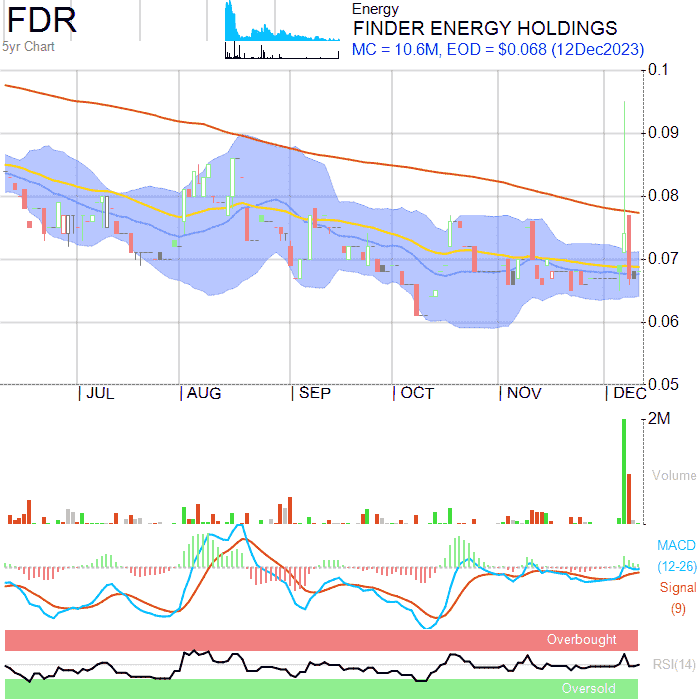 FDR
5yr Chart
Energy
FINDER ENERGY HOLDINGS
MC = 10.6M, EOD = $0.068 (12Dec2023)
0.1
0.09
0.08
0.07
0.06
0.05
JUL AUG SEP OCT NOV DEC
2M
Volume
MACD
(12-26)
Signal
(9)
Overbought
RSI(14)
Oversold